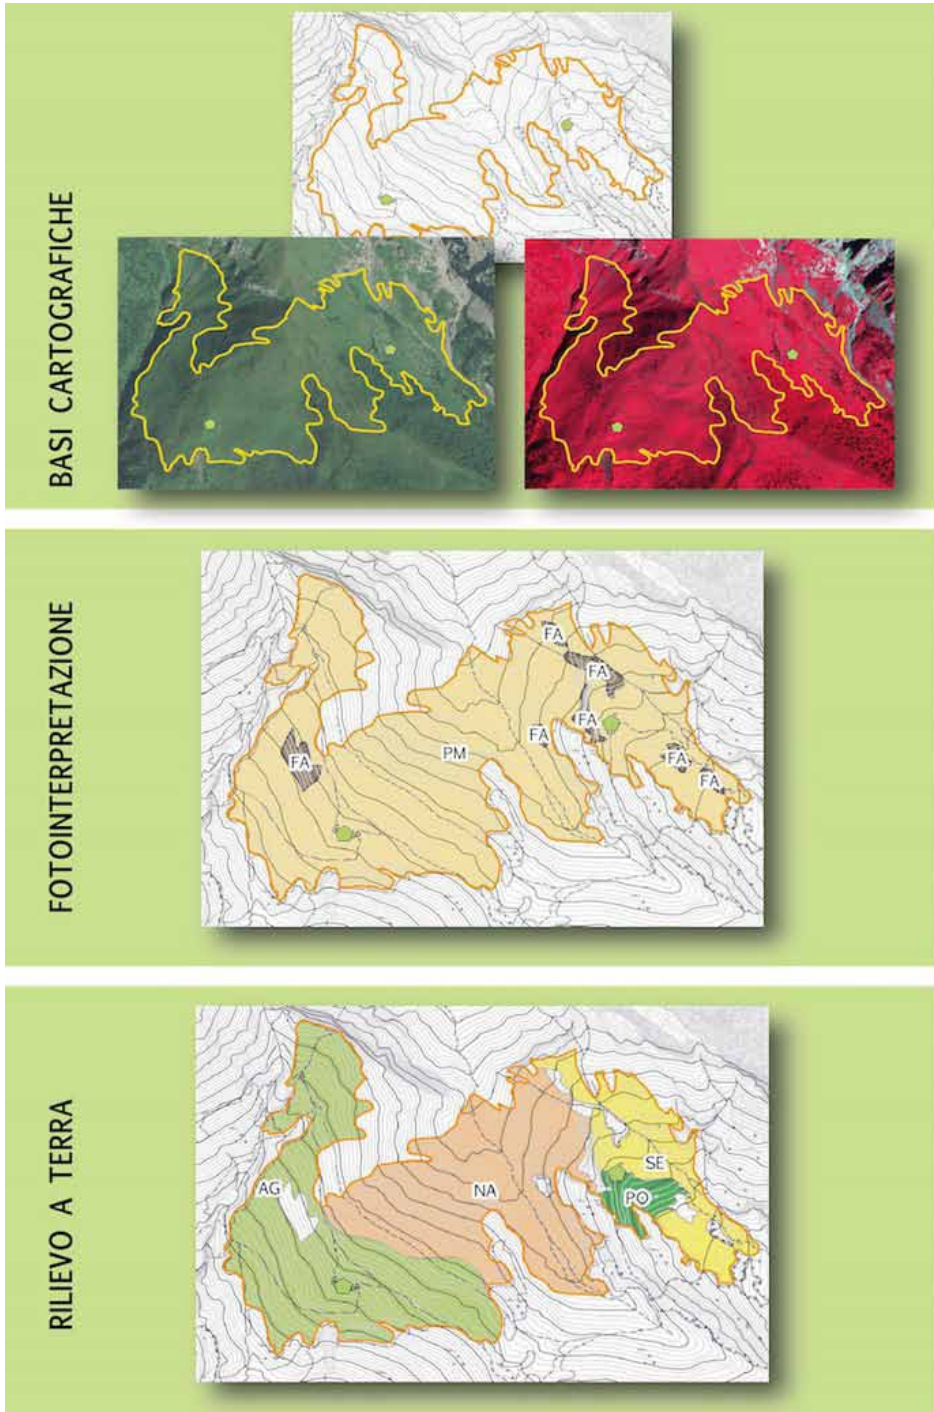 BASI CARTOGRAFICHE
FOTOINTERPRETAZIONE
FA
FA
FA
FA
PM
FA
FA
FA
RILIEVO A TERRA
SE
AG
NA
PO